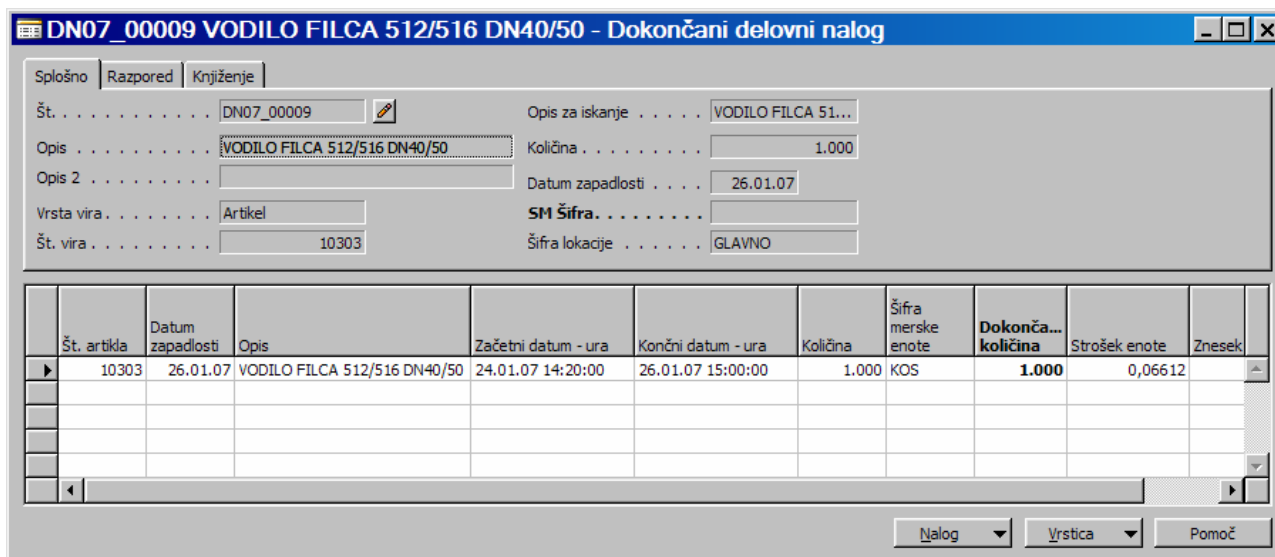 DN07_00009 VODILO FILCA 512/516 DN40/50 - Dokončani delovni nalog
Splošno Razpored Knjiženje
Št. . . . . . . . . . . . . DN07_00009 Opis za iskanje . . . . . VODILO FILCA 51...
Opis . . . . . . . . . . VODILO FILCA 512/516 DN40/50 Količina . . . . . . . . . 1.000
Opis 2 . . . . . . . . . Datum zapadlosti . . . . 26.01.07
Vrsta vira. . . . . . . . Artikel SM Šifra. . . . . . . . .
Št. vira . . . . . . . . . 10303 Šifra lokacije . . . . . . GLAVNO
Št. artikla Datum zapadlosti Opis Začetni datum - ura Končni datum - ura Količina Šifra merske enote Dokonča... količina Strošek enote Znesek
10303 26.01.07 VODILO FILCA 512/516 DN40/50 24.01.07 14:20:00 26.01.07 15:00:00 1.000 KOS 1.000 0,06612
Nalog Vrstica Pomoč